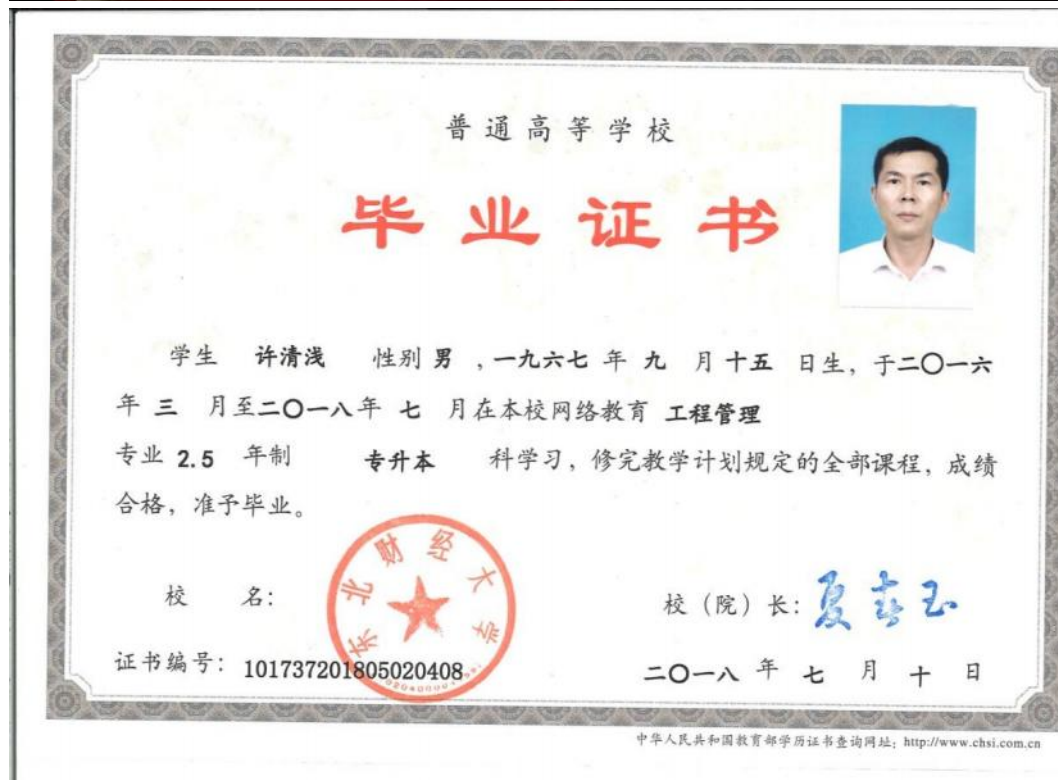 普通高等学校
毕业证书
学生 许清浅 性别 男 ,一九六七 年 九 月 十五 日生，于二〇一六
年 三 月至二〇一八年 七 月在本校网络教育 工程管理
专业 2.5 年制 专升本 科学习，修完教学计划规定的全部课程，成绩
合格，准予毕业。
东北财经大学
校 名：
校（院）长：夏春玉
证书编号：101737201805020408
二〇一八 年 七 月 十 日
中华人民共和国教育部学历证书查询网址：http://www.chsi.com.cn